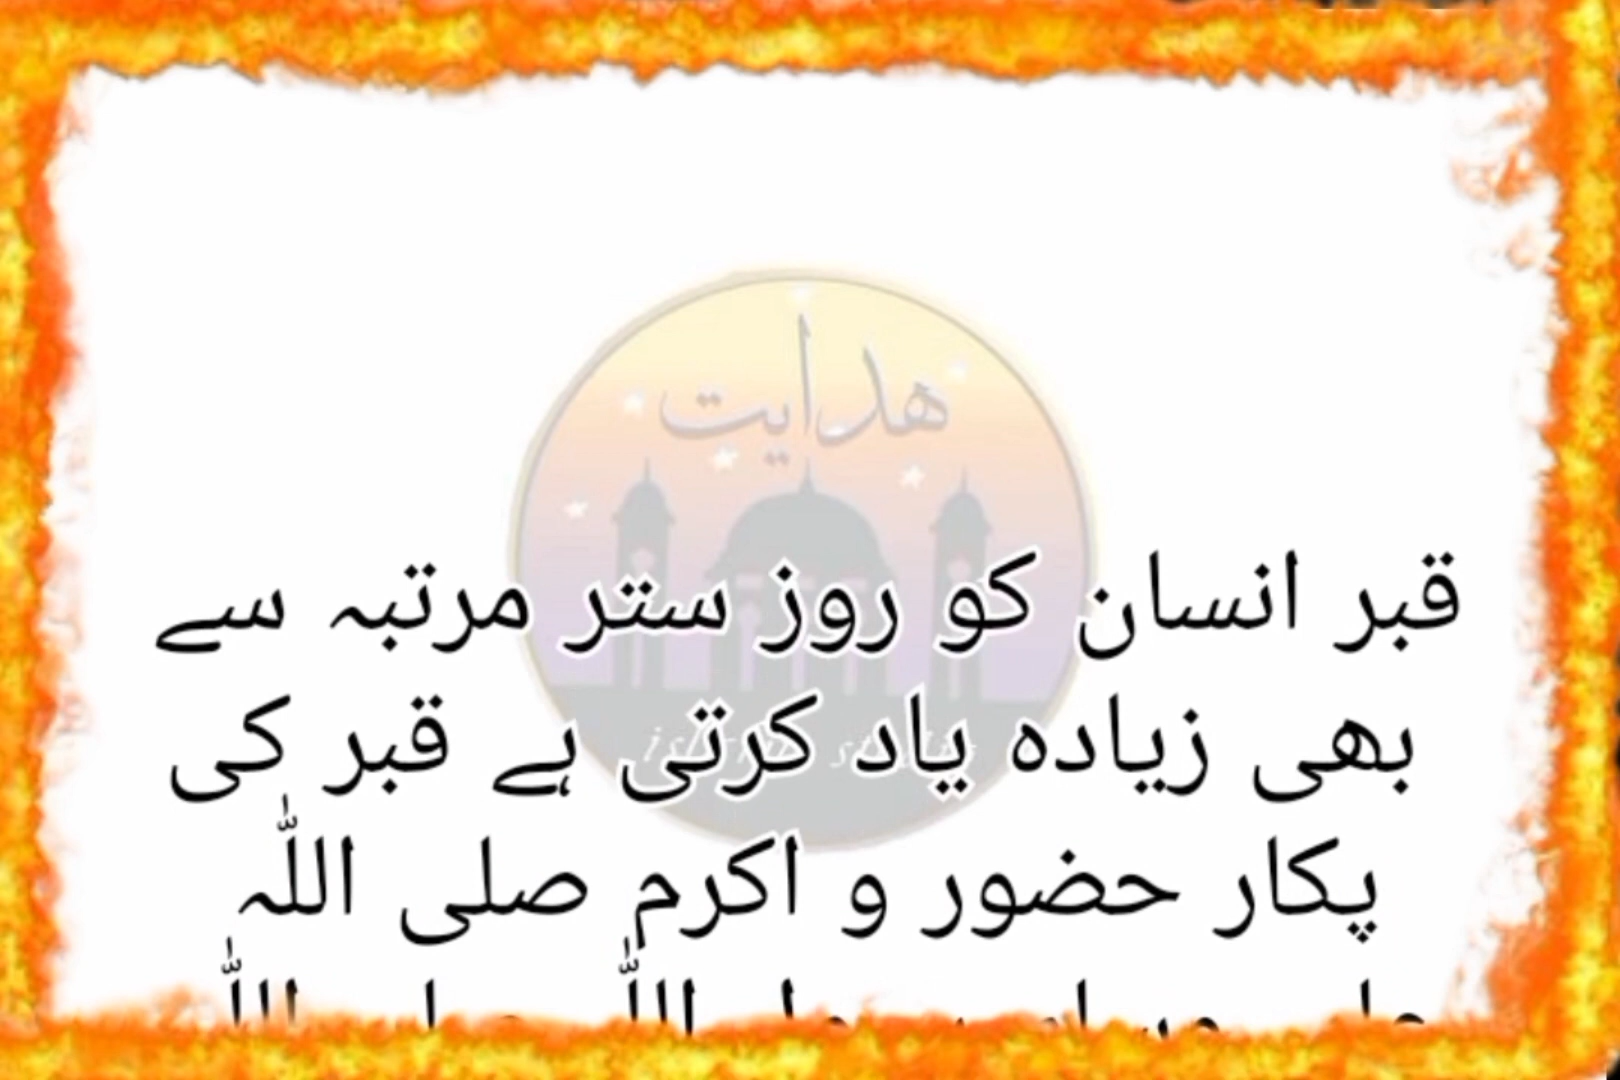 هدایت
قبر انسان کو روز ستر مرتبہ سے
بھی زیادہ یاد کرتی ہے قبر کی
پکار حضور و اکرم صلی اللہ